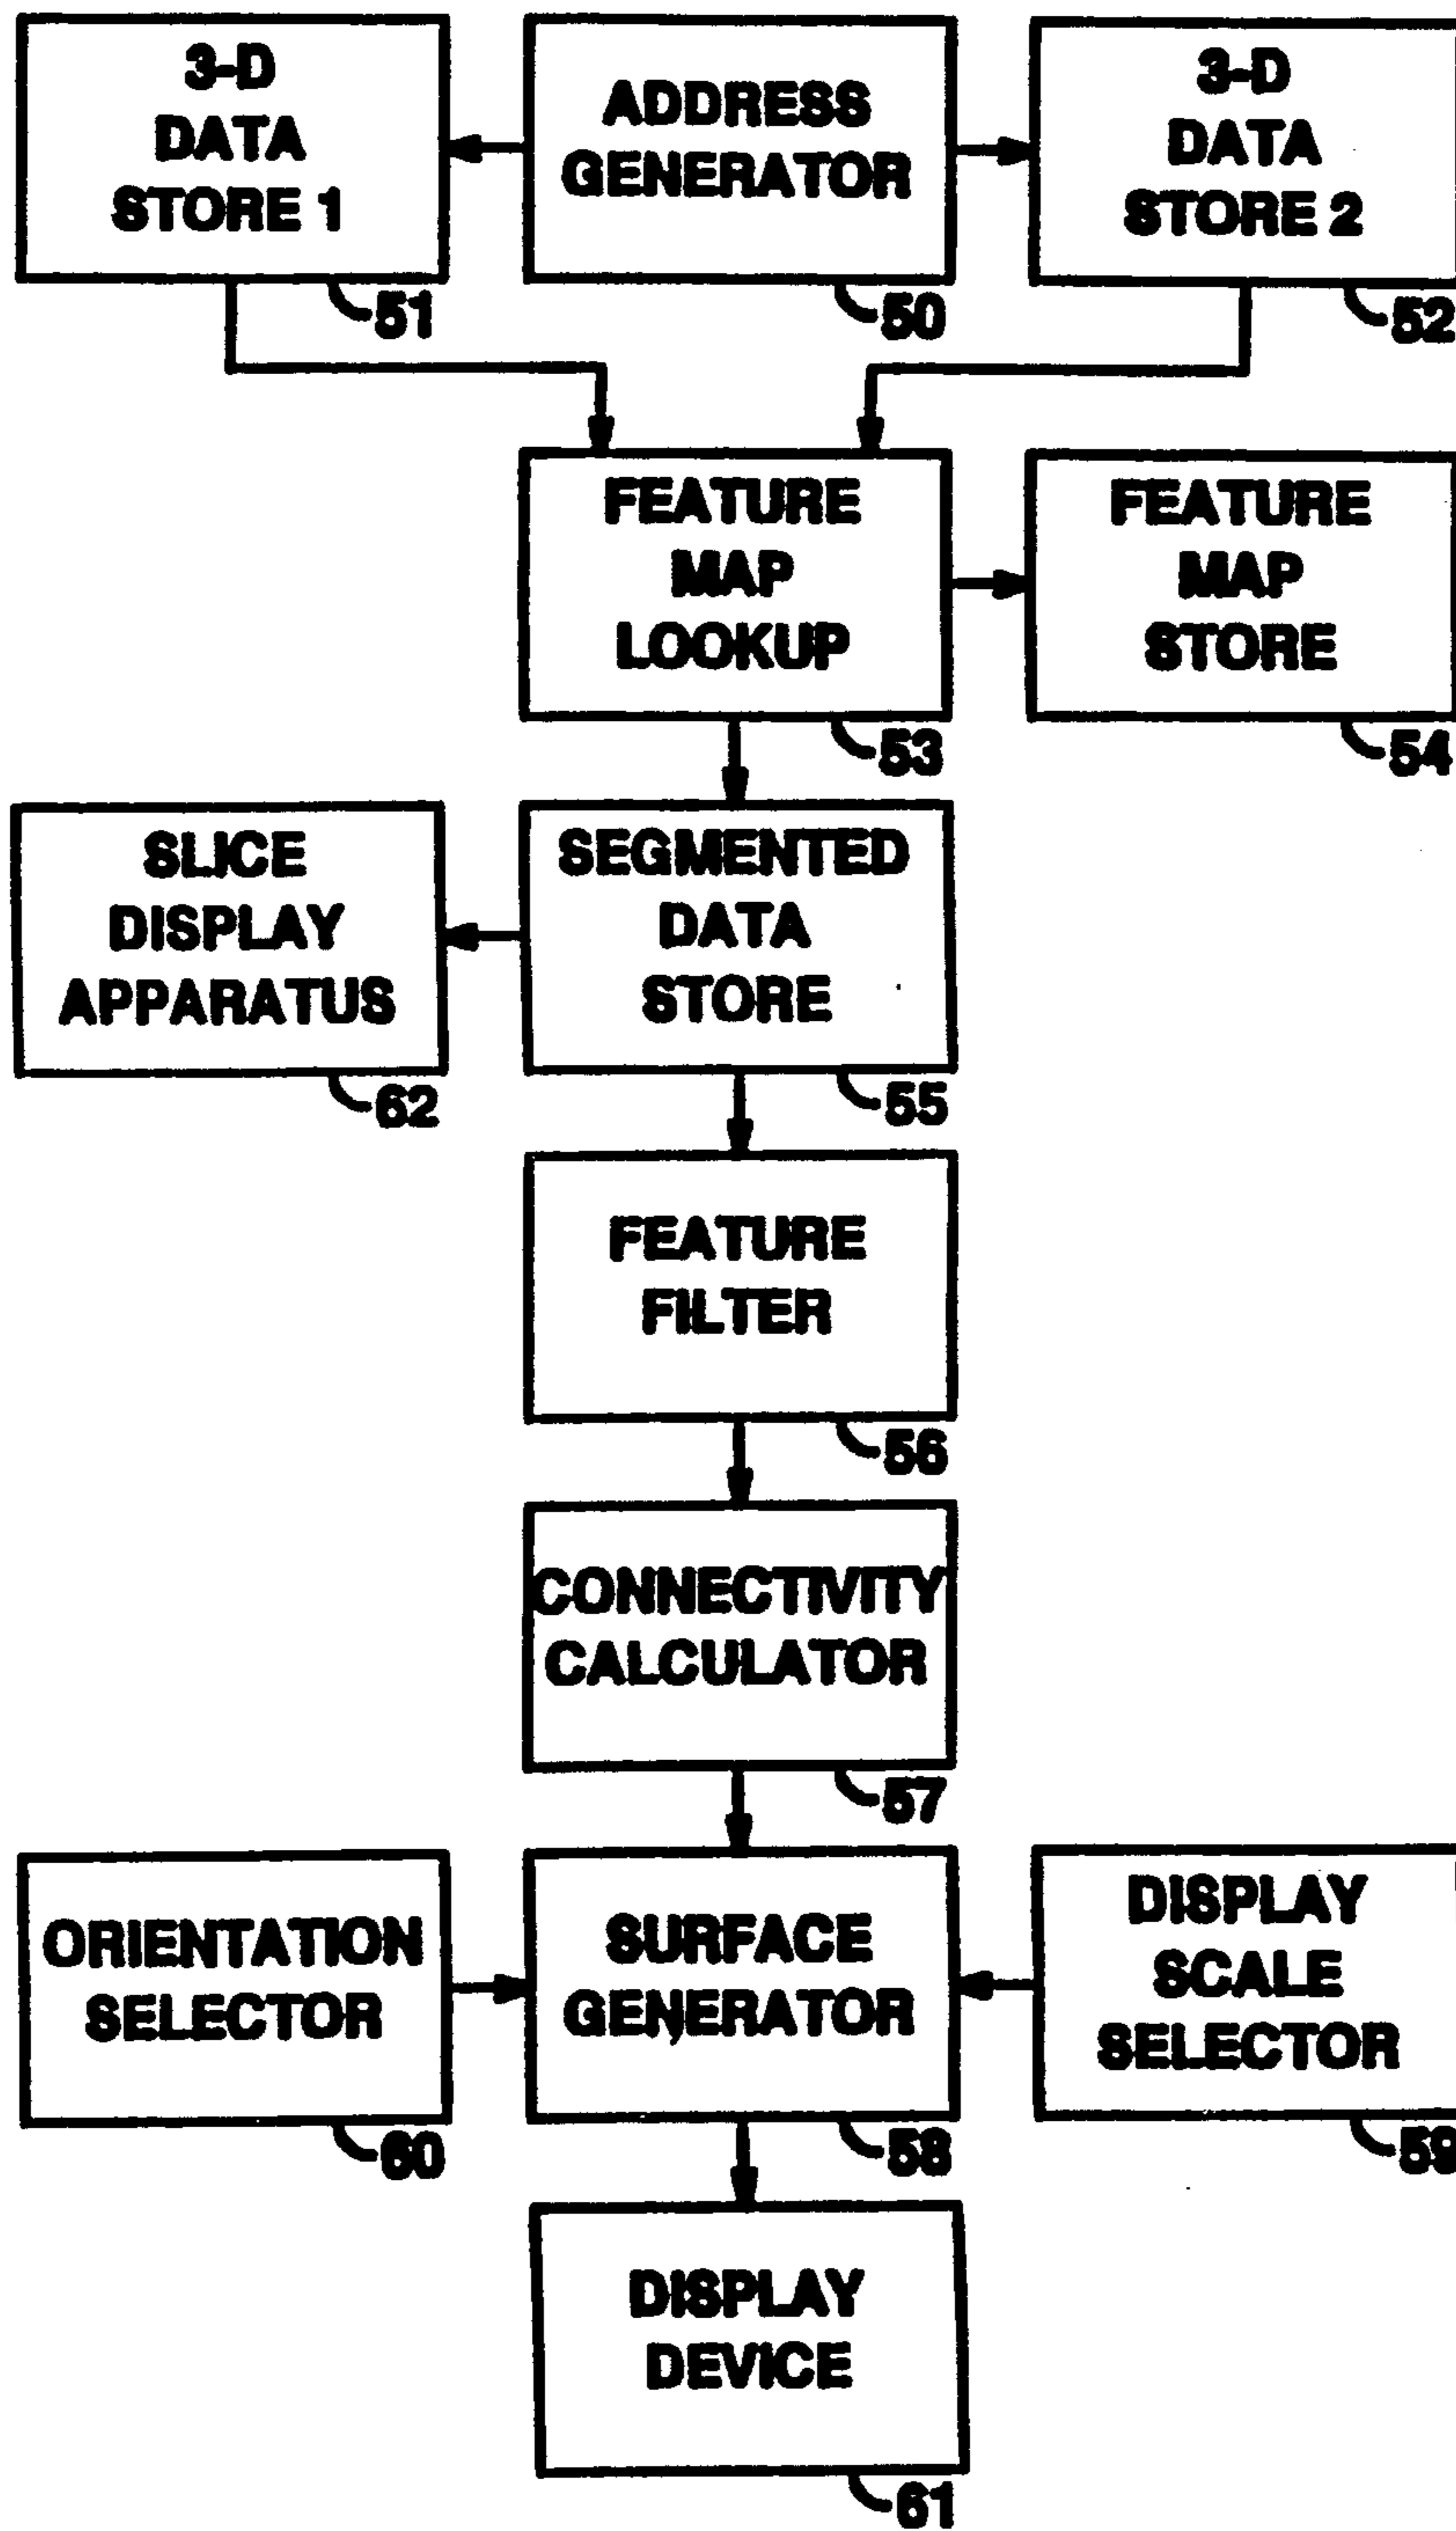 3-D
DATA
STORE 1
51
ADDRESS
GENERATOR
50
3-D
DATA
STORE 2
52
FEATURE
MAP
LOOKUP
53
FEATURE
MAP
STORE
54
SLICE
DISPLAY
APPARATUS
62
SEGMENTED
DATA
STORE
55
FEATURE
FILTER
56
CONNECTIVITY
CALCULATOR
57
ORIENTATION
SELECTOR
60
SURFACE
GENERATOR
58
DISPLAY
SCALE
SELECTOR
59
DISPLAY
DEVICE
61